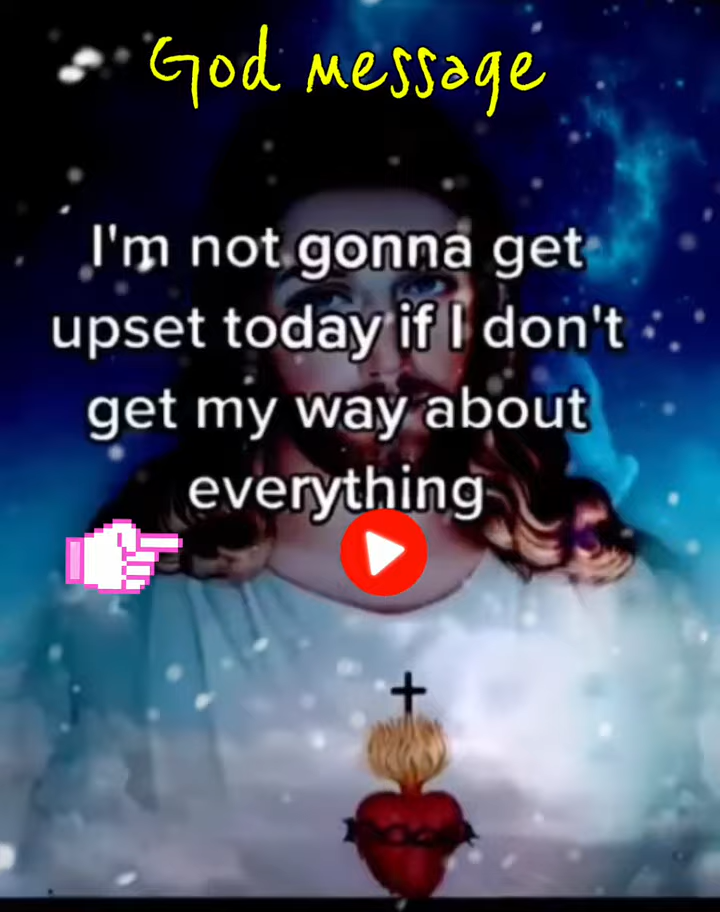 God message
I'm not gonna get
upset today if I don't
get my way about
everything